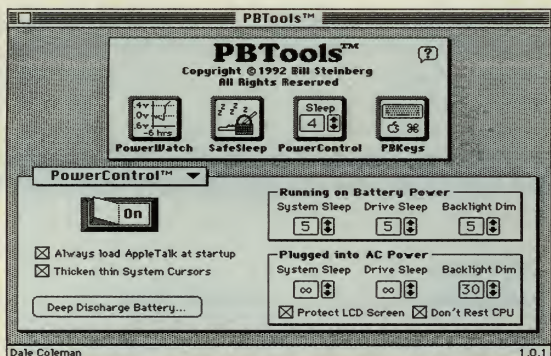 PBTools™
PBTools™
Copyright © 1992 Bill Steinberg
All Rights Reserved
?
.4v
.0v
.6v
-6 hrs
z z z z
Sleep
4
PowerWatch SafeSleep PowerControl PBKeys
PowerControl™
On
Always load AppleTalk at startup
Thicken thin System Cursors
Deep Discharge Battery...
Running on Battery Power
System Sleep Drive Sleep Backlight Dim
5 5 5
Plugged into AC Power
System Sleep Drive Sleep Backlight Dim
∞ ∞ 30
Protect LCD Screen Don't Rest CPU
Dale Coleman 1.0.1